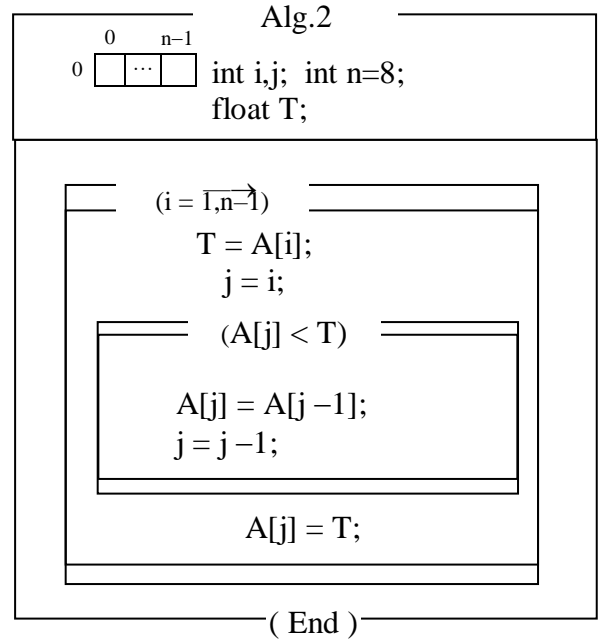 Alg.2
0 n–1
0 ... int i,j; int n=8;
float T;
(i = 1,n–1)
T = A[i];
j = i;
(A[j] < T)
A[j] = A[j –1];
j = j –1;
A[j] = T;
( End )